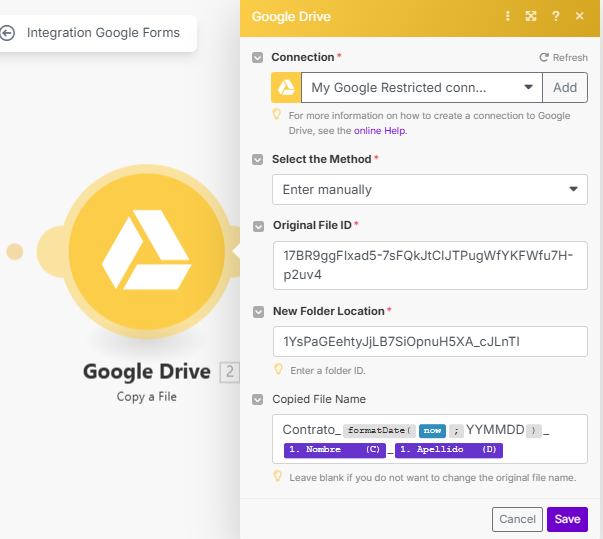 Integration Google Forms
Google Drive
Connection *
Refresh
My Google Restricted conn...
Add
For more information on how to create a connection to Google
Drive, see the online Help.
Select the Method *
Enter manually
Original File ID *
17BR9ggFIxad5-7sFQkJtClJTPugWfYKFWfu7H-
p2uv4
New Folder Location *
1YsPaGEehtyJjLB7SiOpnuH5XA_cJLnTI
Enter a folder ID.
Copied File Name
Contrato_ formatDate( now ; YYMMDD ) _
1. Nombre (C) _ 1. Apellido (D)
Leave blank if you do not want to change the original file name.
Cancel Save
Google Drive 2
Copy a File